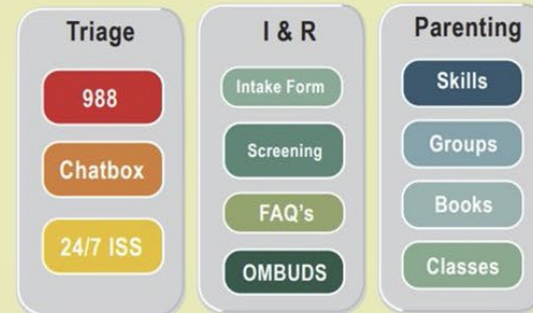 Triage
988
Chatbox
24/7 ISS
I & R
Intake Form
Screening
FAQ's
OMBUDS
Parenting
Skills
Groups
Books
Classes